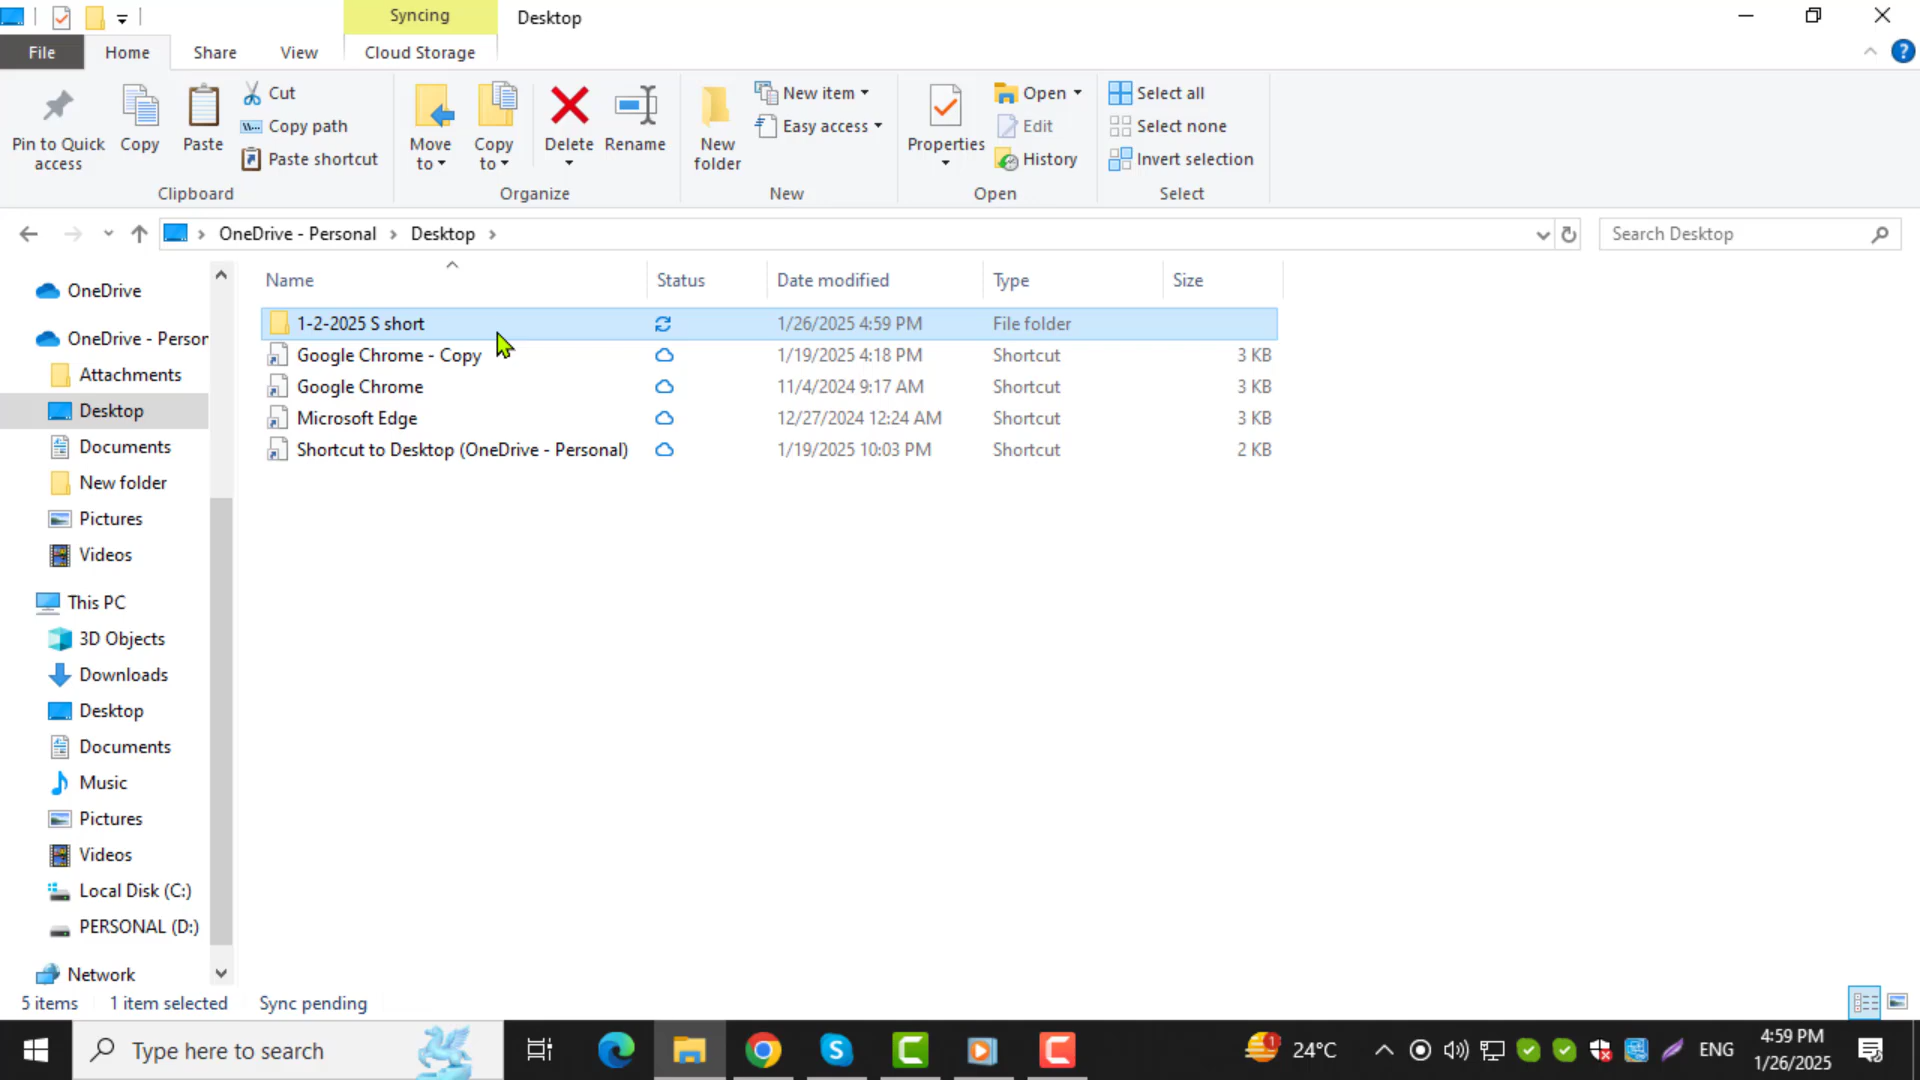 Syncing
Desktop
File
Home
Share
View
Cloud Storage
Pin to Quick access
Copy
Paste
Cut
Copy path
Paste shortcut
Clipboard
Move to
Copy to
Delete
Rename
Organize
New folder
New item
Easy access
New
Properties
Open
Edit
History
Open
Select all
Select none
Invert selection
Select
OneDrive - Personal
Desktop
Search Desktop
Name
Status
Date modified
Type
Size
1-2-2025 S short 1/26/2025 4:59 PM File folder
Google Chrome - Copy 1/19/2025 4:18 PM Shortcut 3 KB
Google Chrome 11/4/2024 9:17 AM Shortcut 3 KB
Microsoft Edge 12/27/2024 12:24 AM Shortcut 3 KB
Shortcut to Desktop (OneDrive - Personal) 1/19/2025 10:03 PM Shortcut 2 KB
OneDrive
OneDrive - Person
Attachments
Desktop
Documents
New folder
Pictures
Videos
This PC
3D Objects
Downloads
Desktop
Documents
Music
Pictures
Videos
Local Disk (C:)
PERSONAL (D:)
Network
5 items 1 item selected Sync pending
Type here to search
1
24°C
ENG
4:59 PM
1/26/2025